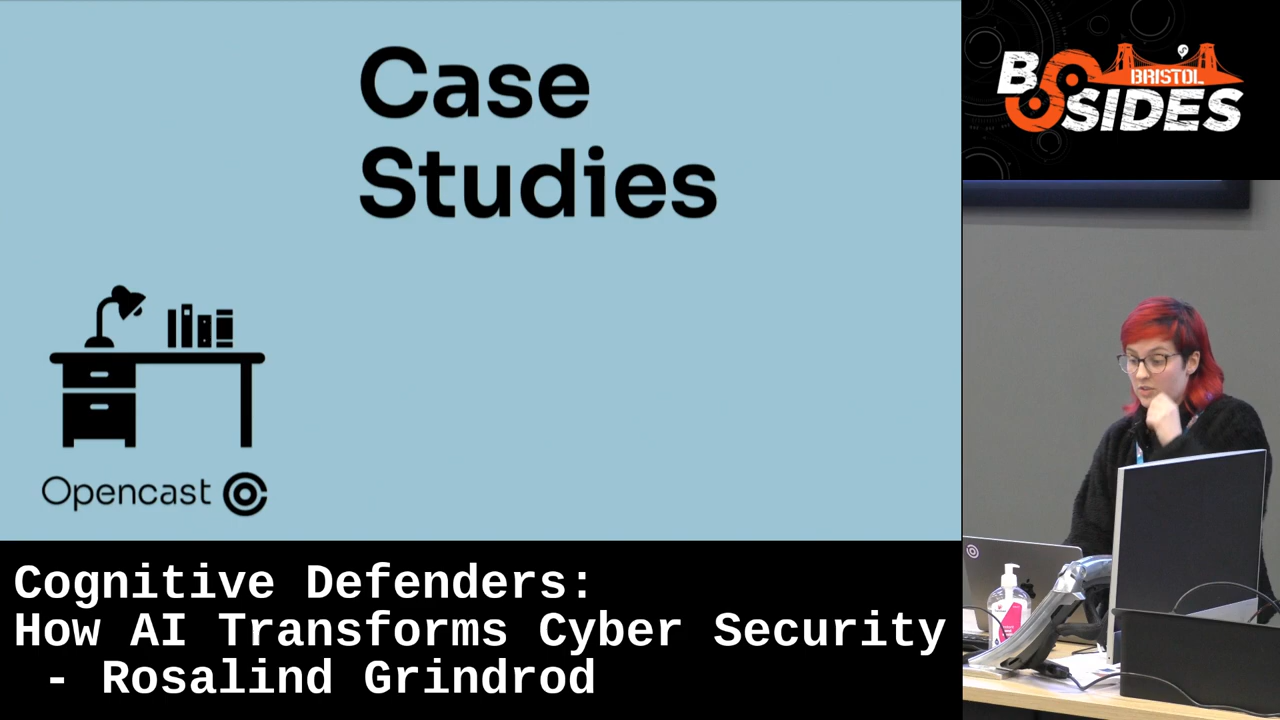 Case
Studies
Opencast
BSIDES
BRISTOL
Cognitive Defenders:
How AI Transforms Cyber Security
- Rosalind Grindrod